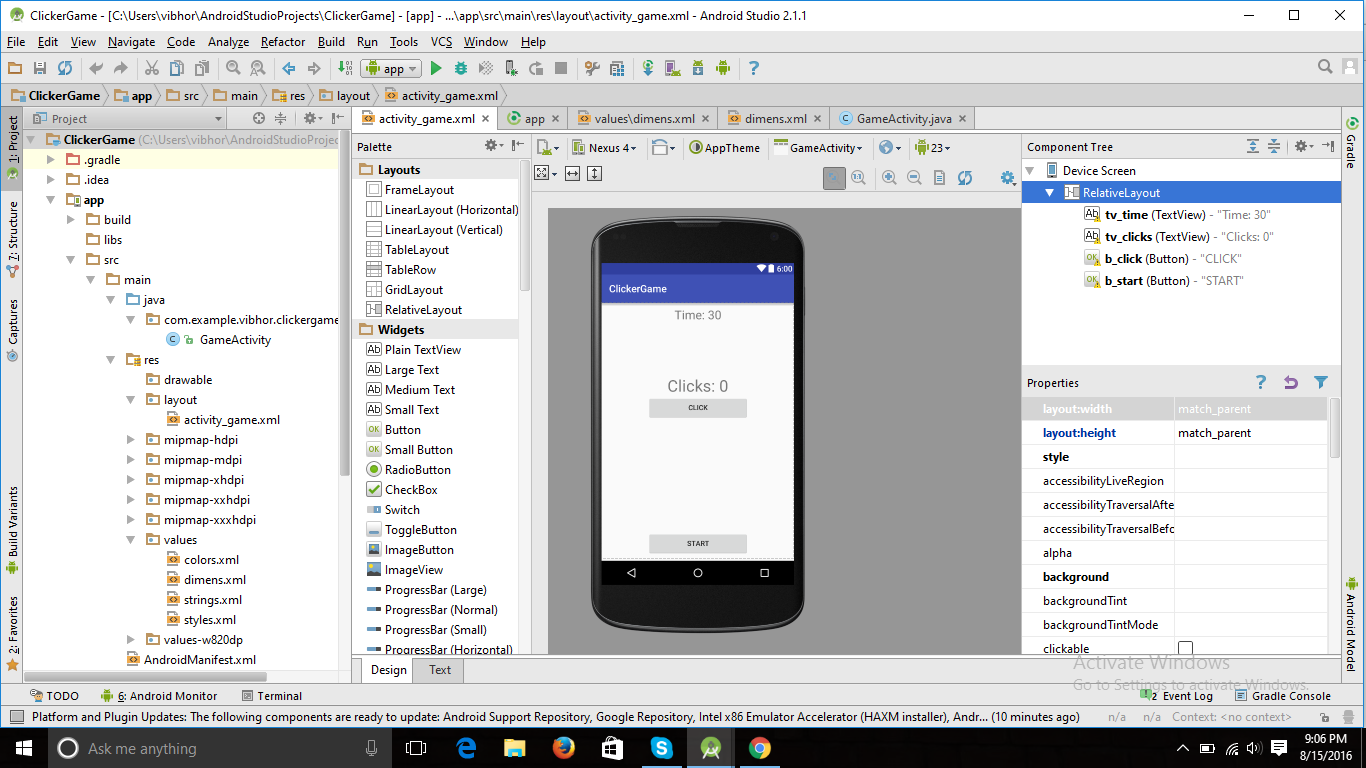 ClickerGame - [C:\Users\vibhor\AndroidStudioProjects\ClickerGame] - [app] - ...\app\src\main\res\layout\activity_game.xml - Android Studio 2.1.1
File Edit View Navigate Code Analyze Refactor Build Run Tools VCS Window Help
app
ClickerGame app src main res layout activity_game.xml
1: Project
7: Structure
Captures
Build Variants
2: Favorites
Project
ClickerGame (C:\Users\vibhor\AndroidStudioProjec
.gradle
.idea
app
build
libs
src
main
java
com.example.vibhor.clickergame
GameActivity
res
drawable
layout
activity_game.xml
mipmap-hdpi
mipmap-mdpi
mipmap-xhdpi
mipmap-xxhdpi
mipmap-xxxhdpi
values
colors.xml
dimens.xml
strings.xml
styles.xml
values-w820dp
AndroidManifest.xml
activity_game.xml app values\dimens.xml dimens.xml GameActivity.java
Palette
Layouts
FrameLayout
LinearLayout (Horizontal)
LinearLayout (Vertical)
TableLayout
TableRow
GridLayout
RelativeLayout
Widgets
Plain TextView
Large Text
Medium Text
Small Text
Button
Small Button
RadioButton
CheckBox
Switch
ToggleButton
ImageButton
ImageView
ProgressBar (Large)
ProgressBar (Normal)
ProgressBar (Small)
ProgressBar (Horizontal)
Design Text
Nexus 4 AppTheme GameActivity 23
6:00
ClickerGame
Time: 30
Clicks: 0
CLICK
START
Component Tree
Device Screen
RelativeLayout
tv_time (TextView) - "Time: 30"
tv_clicks (TextView) - "Clicks: 0"
b_click (Button) - "CLICK"
b_start (Button) - "START"
Properties
layout:width match_parent
layout:height match_parent
style
accessibilityLiveRegion
accessibilityTraversalAfte
accessibilityTraversalBefo
alpha
background
backgroundTint
backgroundTintMode
clickable
Gradle
Android Model
Activate Windows
Go to Settings to activate Windows.
TODO 6: Android Monitor Terminal 2 Event Log Gradle Console
Platform and Plugin Updates: The following components are ready to update: Android Support Repository, Google Repository, Intel x86 Emulator Accelerator (HAXM installer), Andr... (10 minutes ago) n/a n/a Context: <no context>
Ask me anything
9:06 PM
8/15/2016